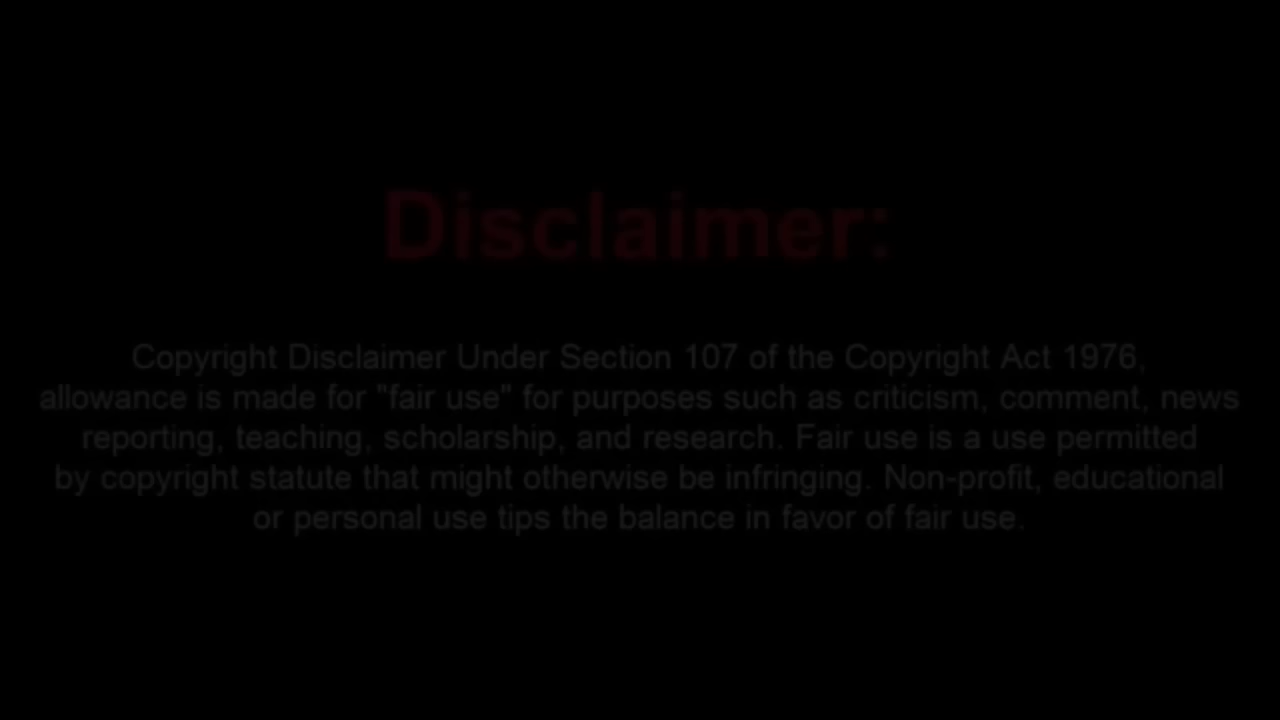 Disclaimer:
Copyright Disclaimer Under Section 107 of the Copyright Act 1976,
allowance is made for "fair use" for purposes such as criticism, comment, news
reporting, teaching, scholarship, and research. Fair use is a use permitted
by copyright statute that might otherwise be infringing. Non-profit, educational
or personal use tips the balance in favor of fair use.